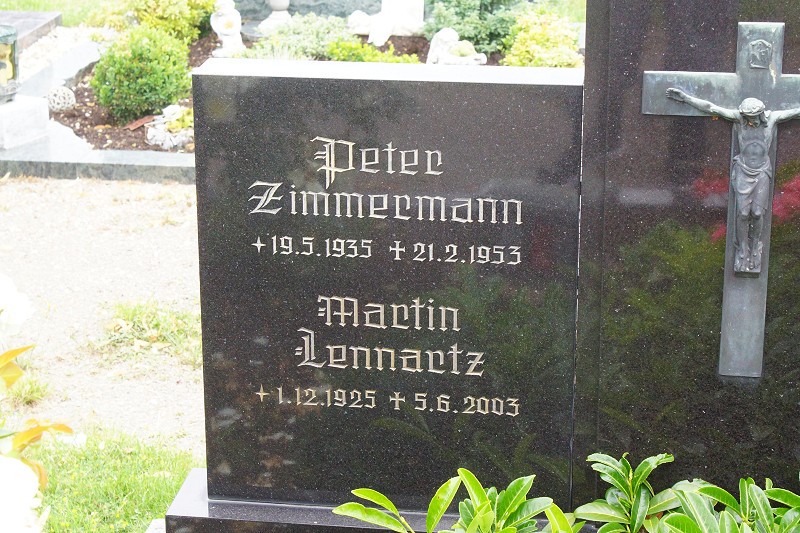 Peter
Zimmermann
✦ 19.5.1935 ✝ 21.2.1953
Martin
Lennartz
✦ 1.12.1925 ✝ 5.6.2003